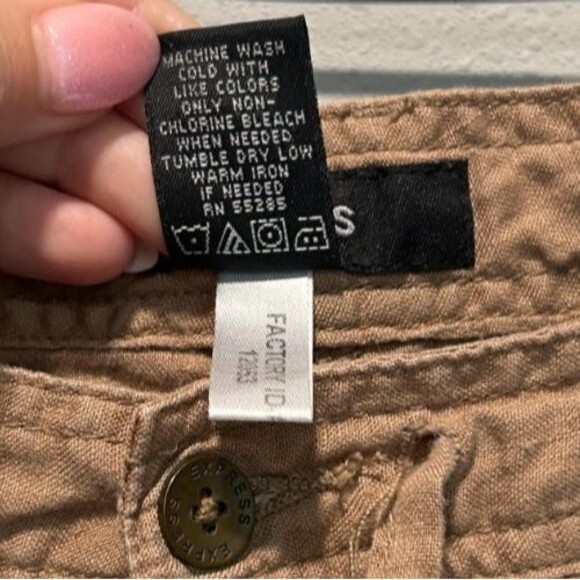 MACHINE WASH
COLD WITH
LIKE COLORS
ONLY NON-
CHLORINE BLEACH
WHEN NEEDED
TUMBLE DRY LOW
WARM IRON
IF NEEDED
RN 55285
S
FACTORY ID
EXPRESS
EXPRESS